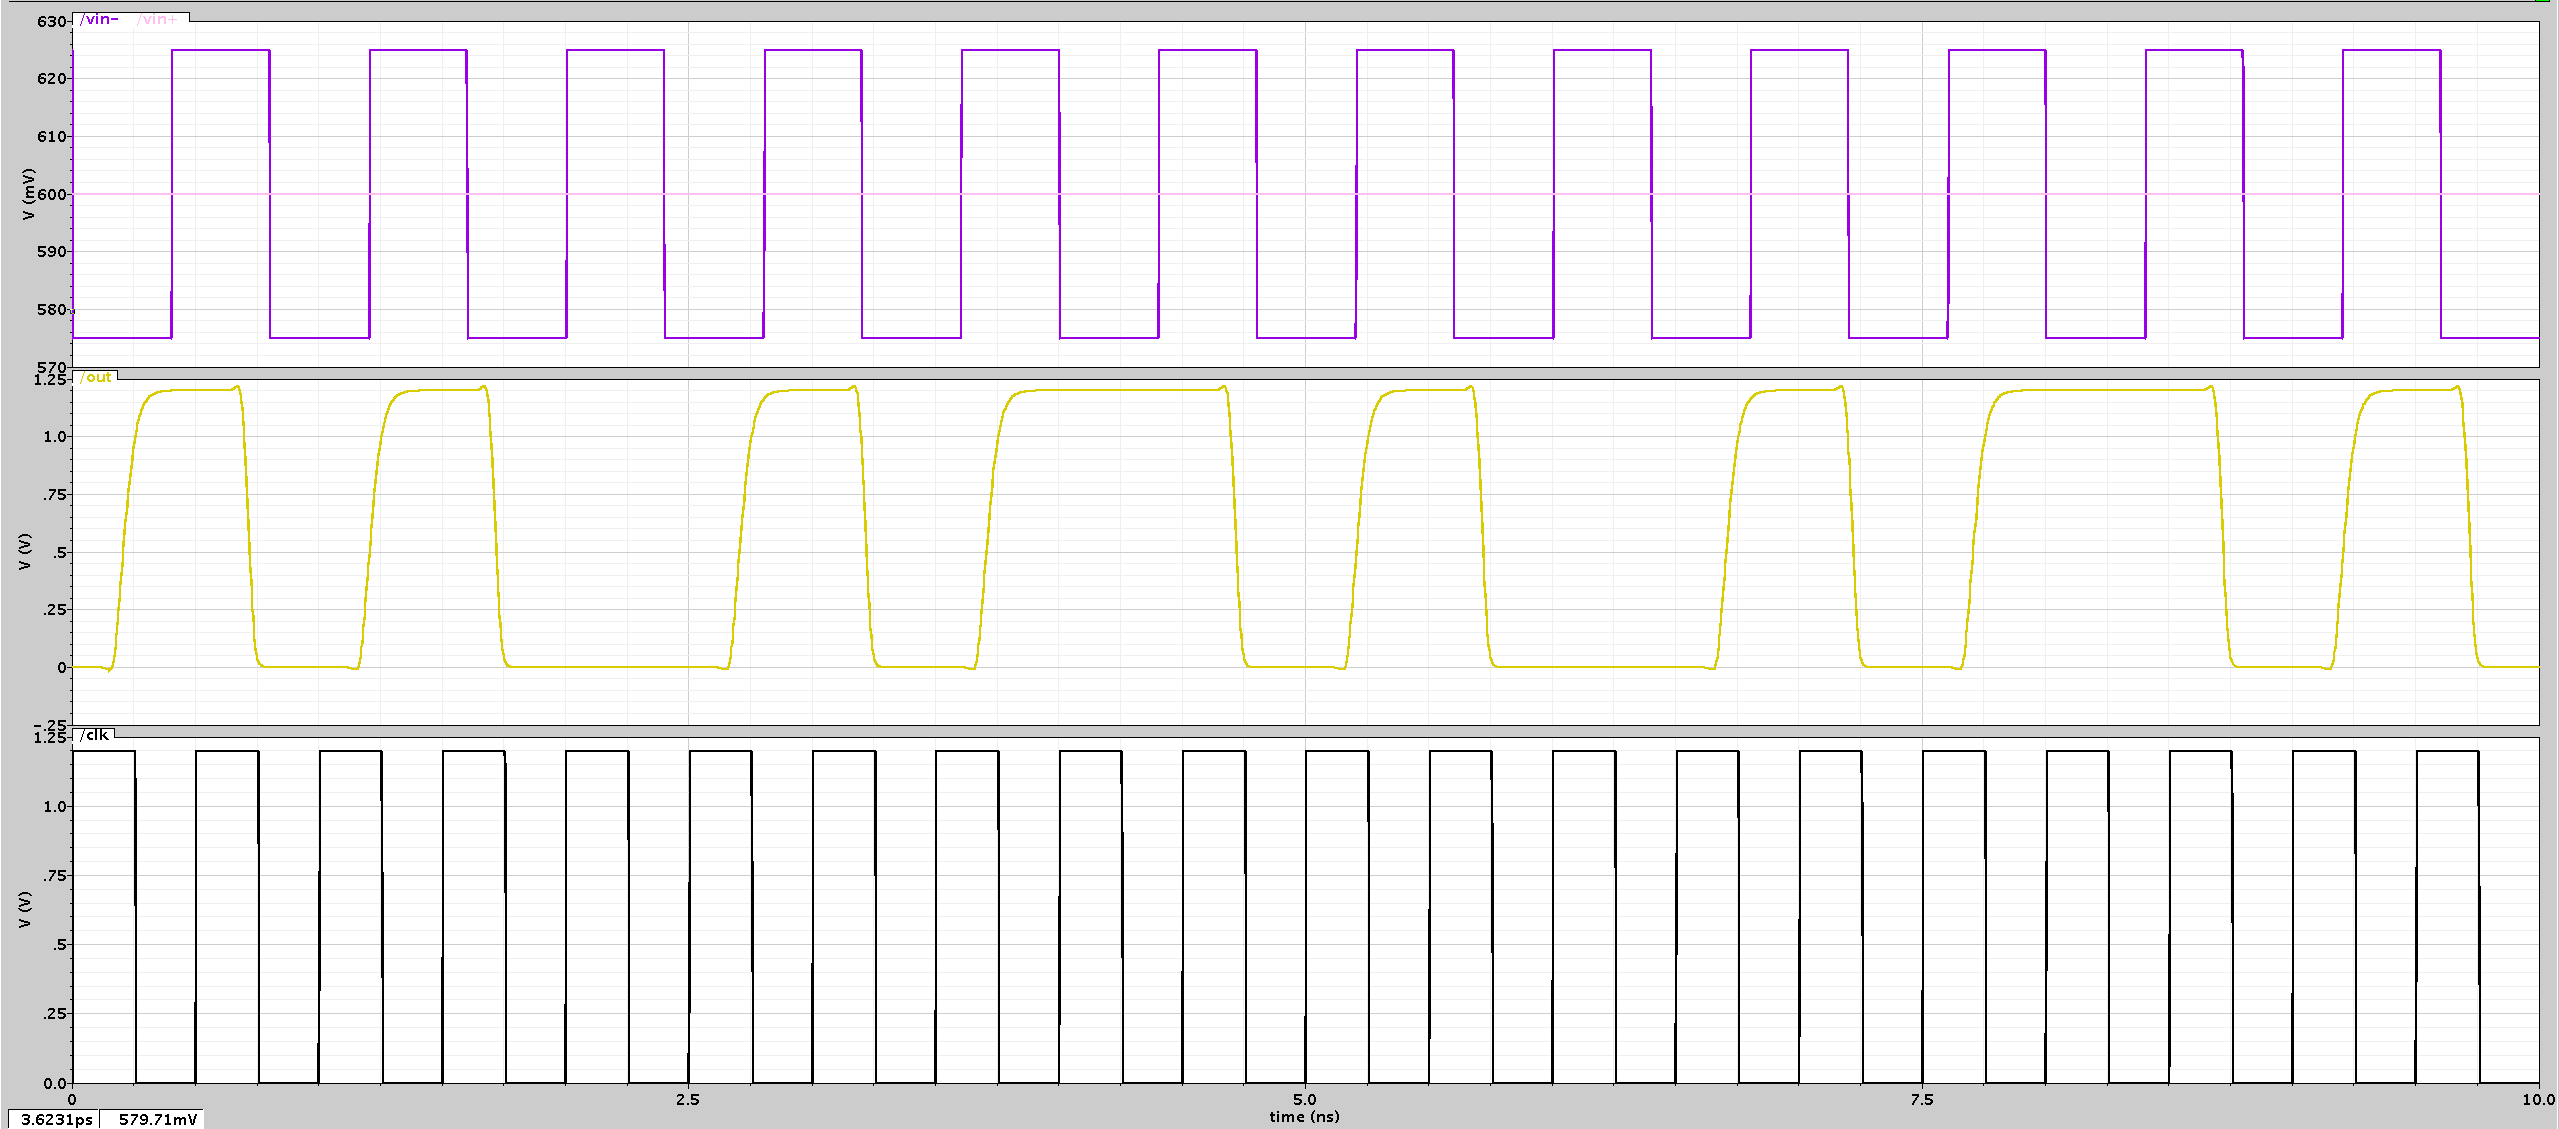 /vin- /vin+
630
620
610
600
590
580
570
V (mV)
/out
1.25
1.0
.75
.5
.25
0
-.25
V (V)
/clk
1.25
1.0
.75
.5
.25
0.0
V (V)
0 2.5 5.0 7.5 10.0
time (ns)
3.6231ps 579.71mV